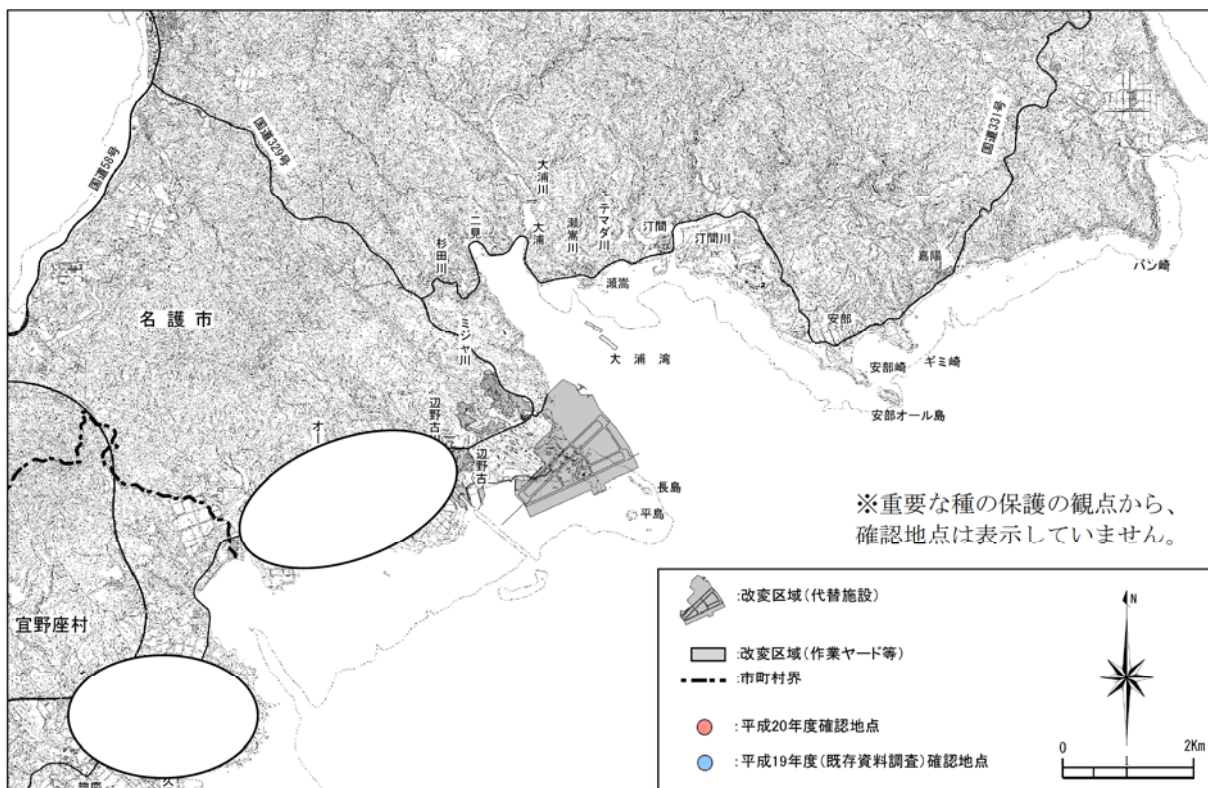 国道58号
国道329号
国道331号
大浦川
大浦
二見
杉田川
瀬嵩川
テマダ川
汀間
汀間川
瀬嵩
嘉陽
バン崎
安部
安部崎
ギミ崎
安部オール島
大浦湾
名護市
ミジャ川
辺野古
辺野古
オー
長島
平島
宜野座村
※重要な種の保護の観点から、
確認地点は表示していません。
:改変区域(代替施設)
:改変区域(作業ヤード等)
:市町村界
:平成20年度確認地点
:平成19年度(既存資料調査)確認地点
N
0 1 2Km